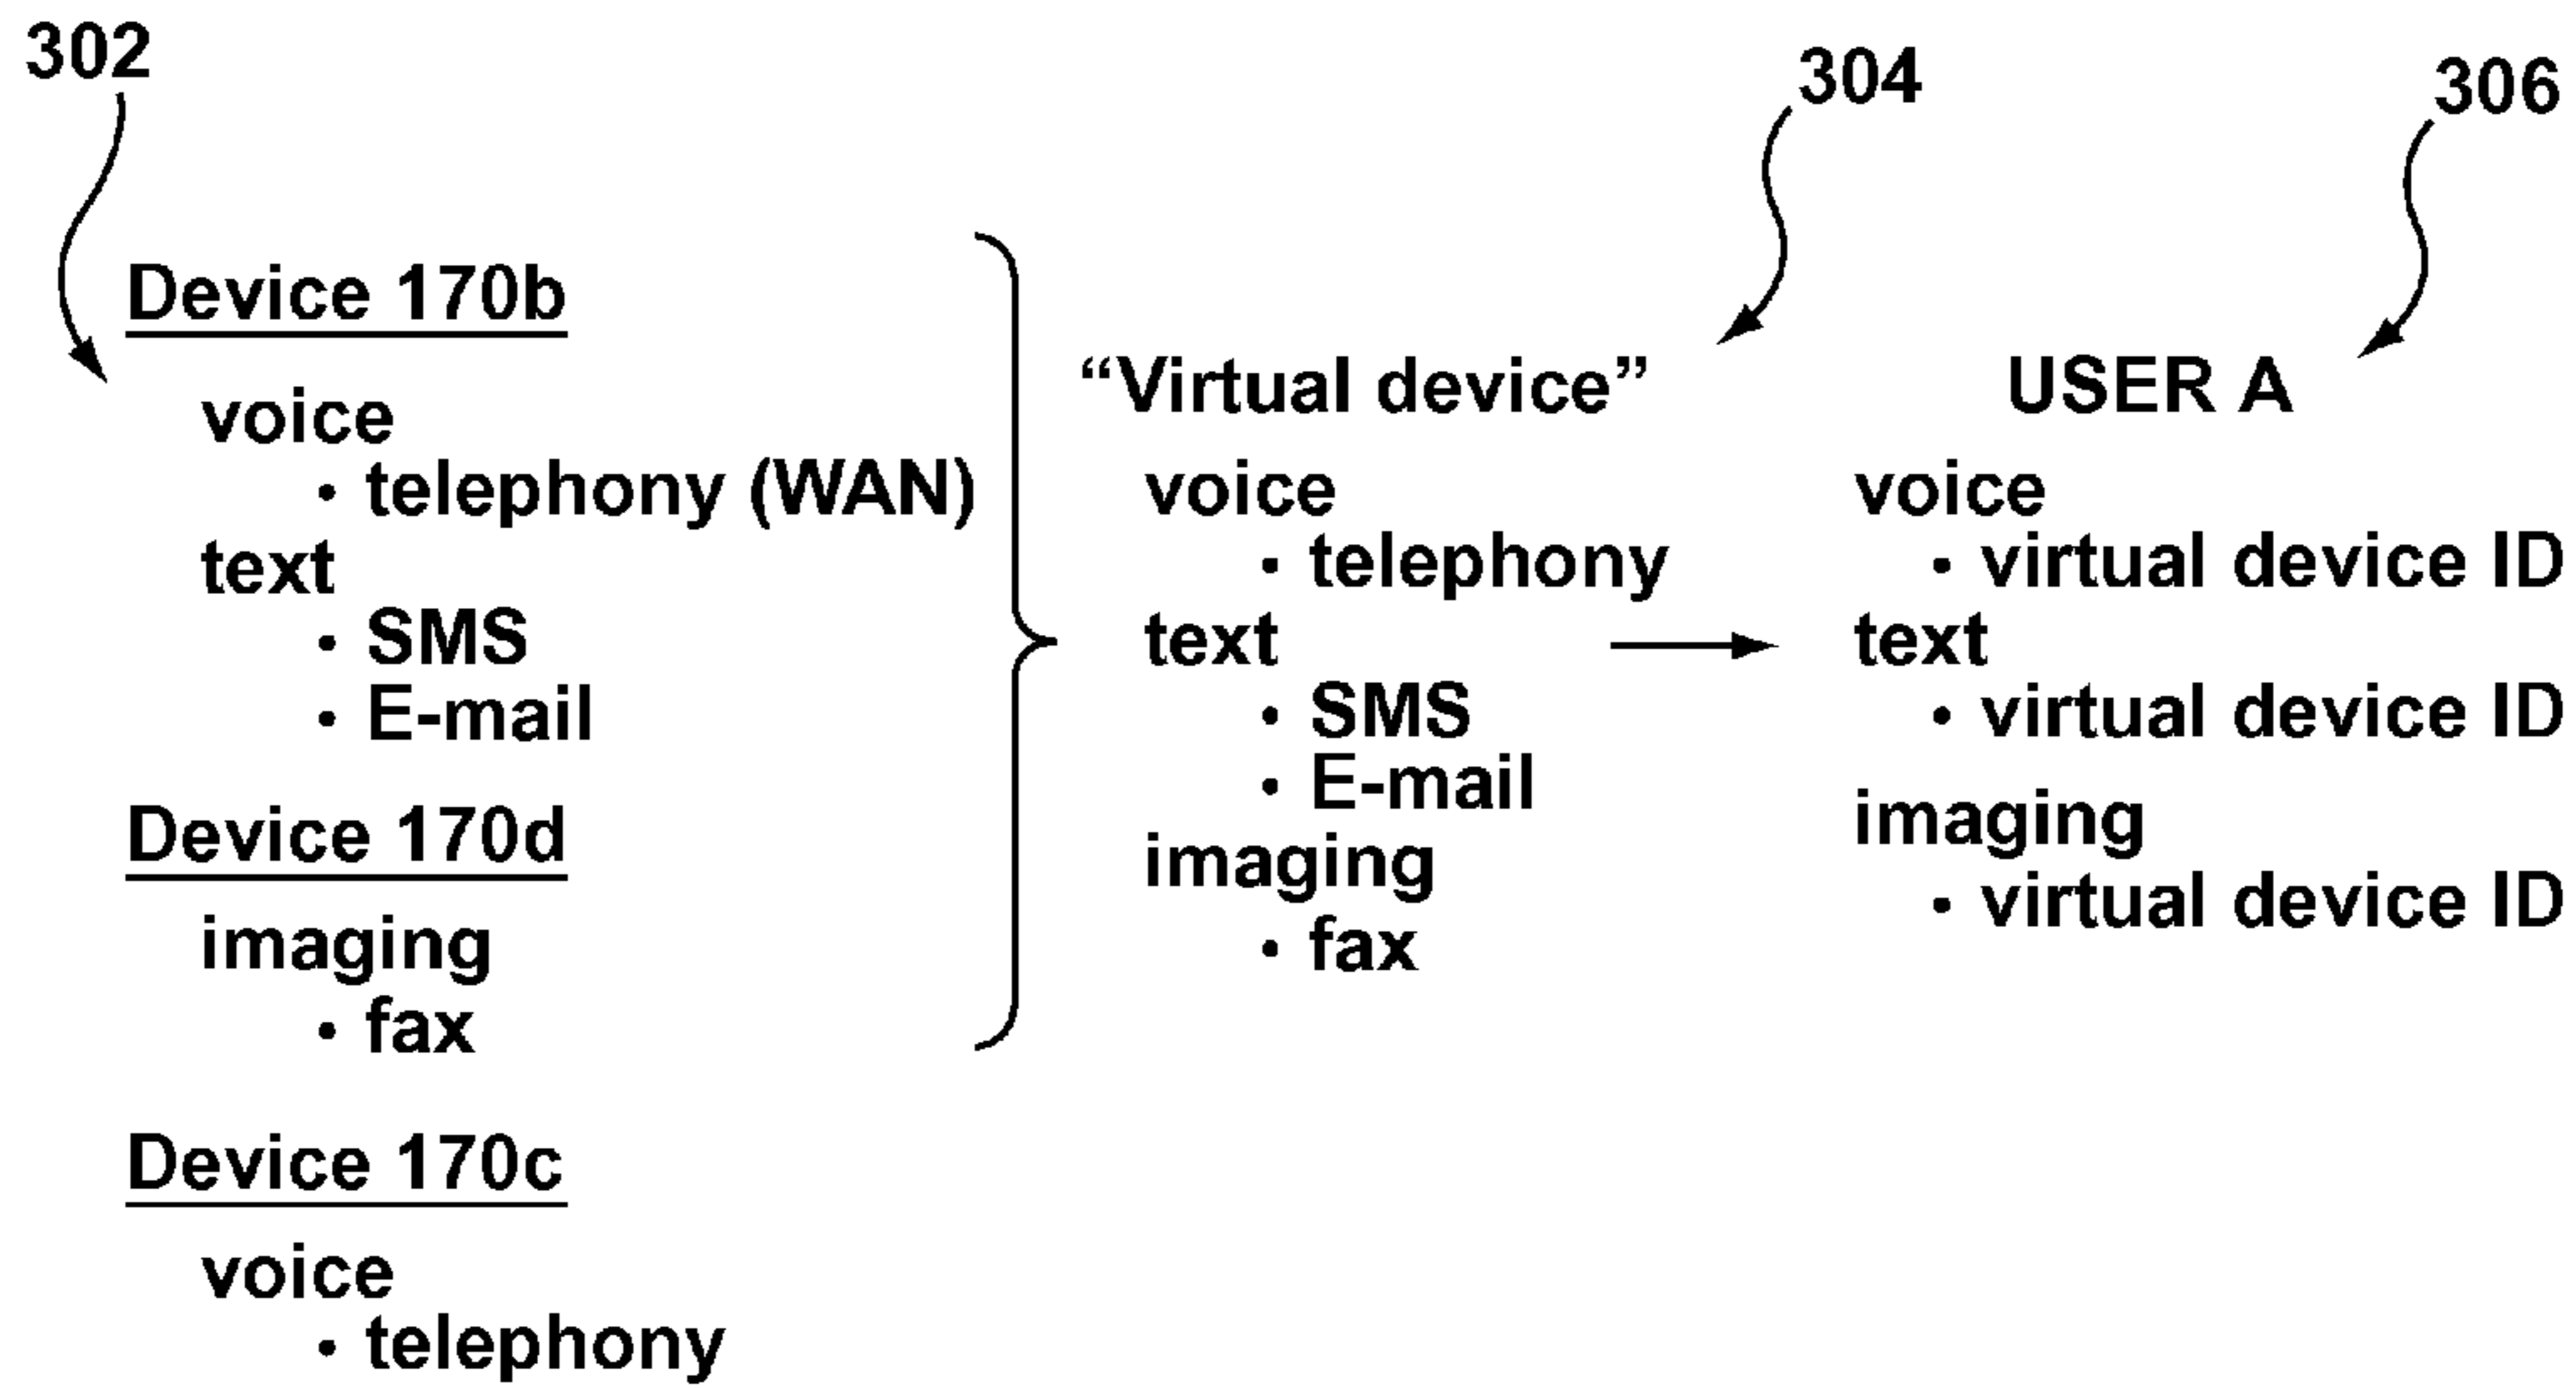 302
304
306
Device 170b
voice
• telephony (WAN)
text
• SMS
• E-mail
Device 170d
imaging
• fax
Device 170c
voice
• telephony
“Virtual device”
voice
• telephony
text
• SMS
• E-mail
imaging
• fax
USER A
voice
• virtual device ID
text
• virtual device ID
imaging
• virtual device ID